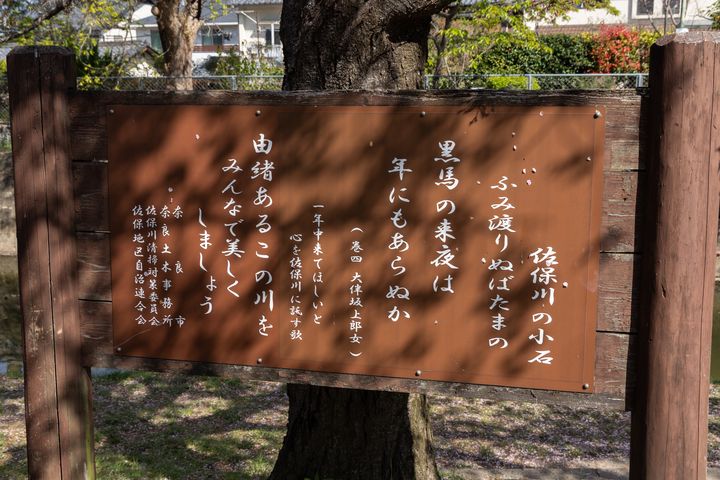 佐保川の小石
ふみ渡りぬばたまの
黒馬の来夜は
年にもあらぬか
(巻四 大伴坂上郎女)
一年中来てほしいと
心を佐保川に託す歌
由緒あるこの川を
みんなで美しく
しましょう
奈良市
奈良土木事務所
佐保川清掃対策委員会
佐保地区自治連合会